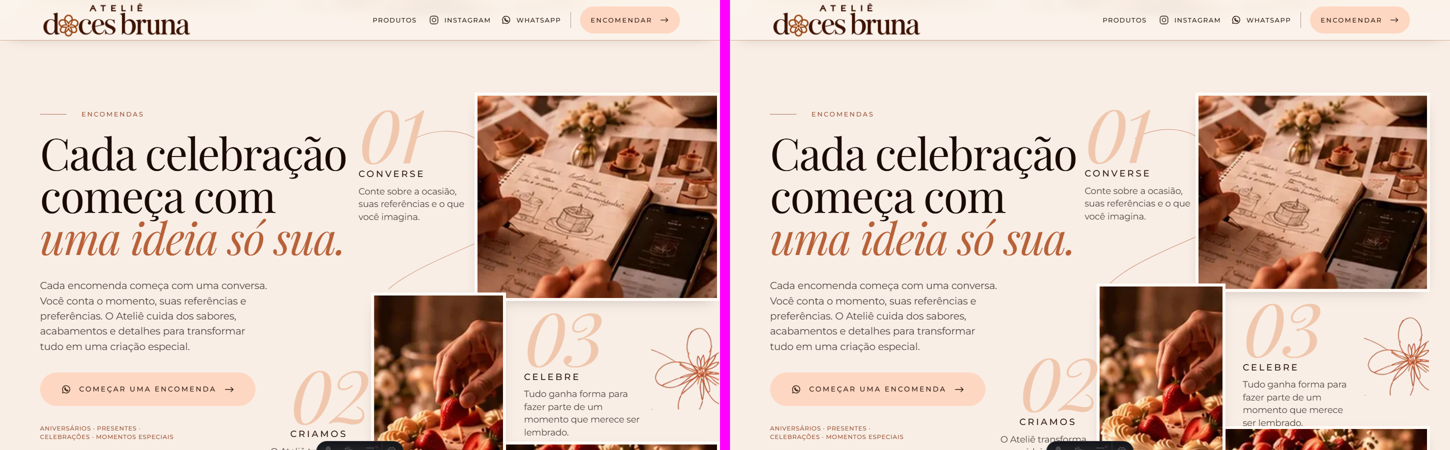 ATELIÊ
doces bruna
PRODUTOS
INSTAGRAM
WHATSAPP
ENCOMENDAR
ENCOMENDAS
Cada celebração
começa com
uma ideia só sua.
Cada encomenda começa com uma conversa.
Você conta o momento, suas referências e
preferências. O Ateliê cuida dos sabores,
acabamentos e detalhes para transformar
tudo em uma criação especial.
COMEÇAR UMA ENCOMENDA
ANIVERSÁRIOS · PRESENTES ·
CELEBRAÇÕES · MOMENTOS ESPECIAIS
01
CONVERSE
Conte sobre a ocasião,
suas referências e o que
você imagina.
02
CRIAMOS
O Ateliê
03
CELEBRE
Tudo ganha forma para
fazer parte de um
momento que merece ser
lembrado.
ATELIÊ
doces bruna
PRODUTOS
INSTAGRAM
WHATSAPP
ENCOMENDAR
ENCOMENDAS
Cada celebração
começa com
uma ideia só sua.
Cada encomenda começa com uma conversa.
Você conta o momento, suas referências e
preferências. O Ateliê cuida dos sabores,
acabamentos e detalhes para transformar
tudo em uma criação especial.
COMEÇAR UMA ENCOMENDA
ANIVERSÁRIOS · PRESENTES ·
CELEBRAÇÕES · MOMENTOS ESPECIAIS
01
CONVERSE
Conte sobre a ocasião,
suas referências e o que
você imagina.
02
CRIAMOS
O Ateliê transforma
03
CELEBRE
Tudo ganha forma para
fazer parte de um
momento que merece
ser lembrado.